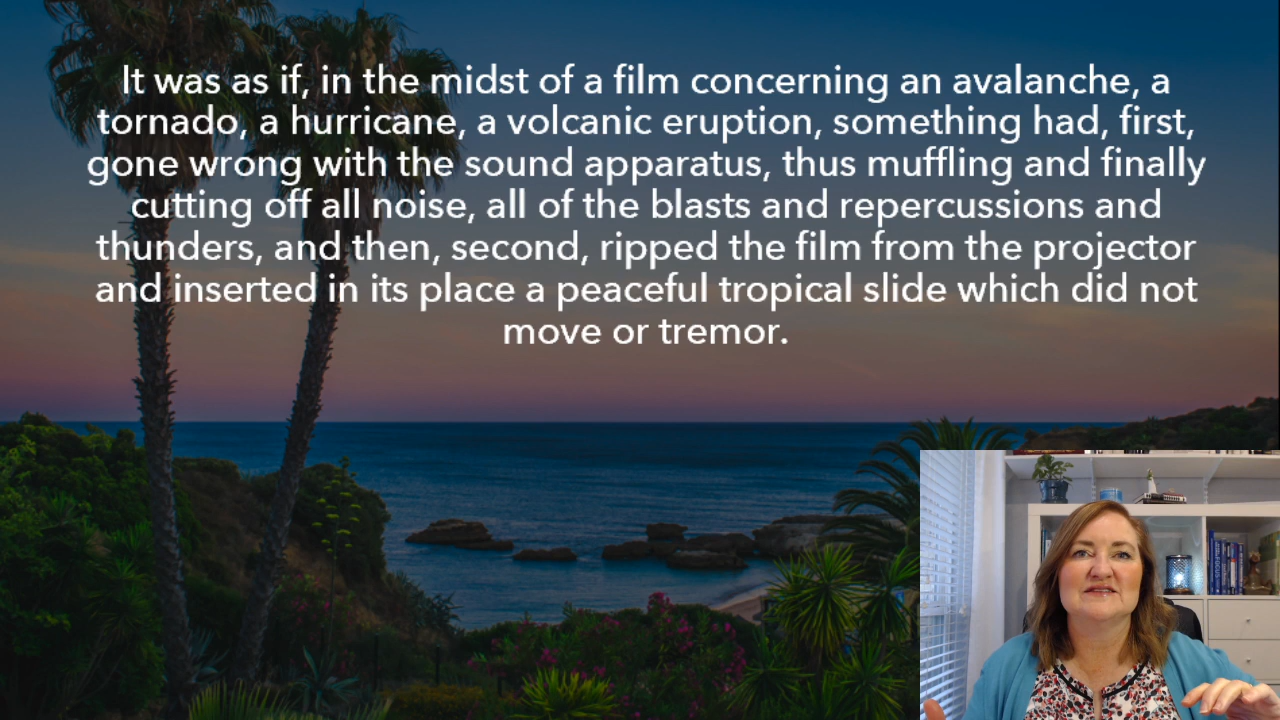 It was as if, in the midst of a film concerning an avalanche, a
tornado, a hurricane, a volcanic eruption, something had, first,
gone wrong with the sound apparatus, thus muffling and finally
cutting off all noise, all of the blasts and repercussions and
thunders, and then, second, ripped the film from the projector
and inserted in its place a peaceful tropical slide which did not
move or tremor.